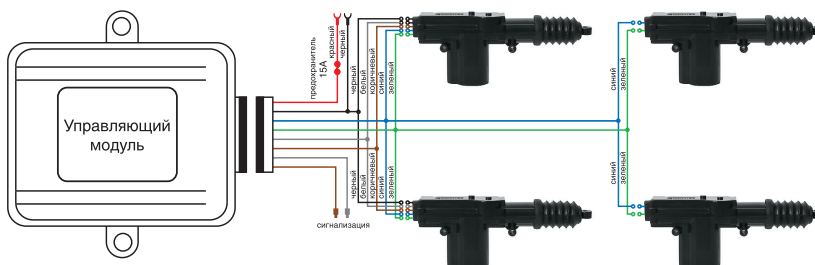 Управляющий
модуль
предохранитель
15А
красный
черный
черный
белый
коричневый
синий
зеленый
синий
зеленый
черный
белый
коричневый
синий
зеленый
синий
зеленый
сигнализация